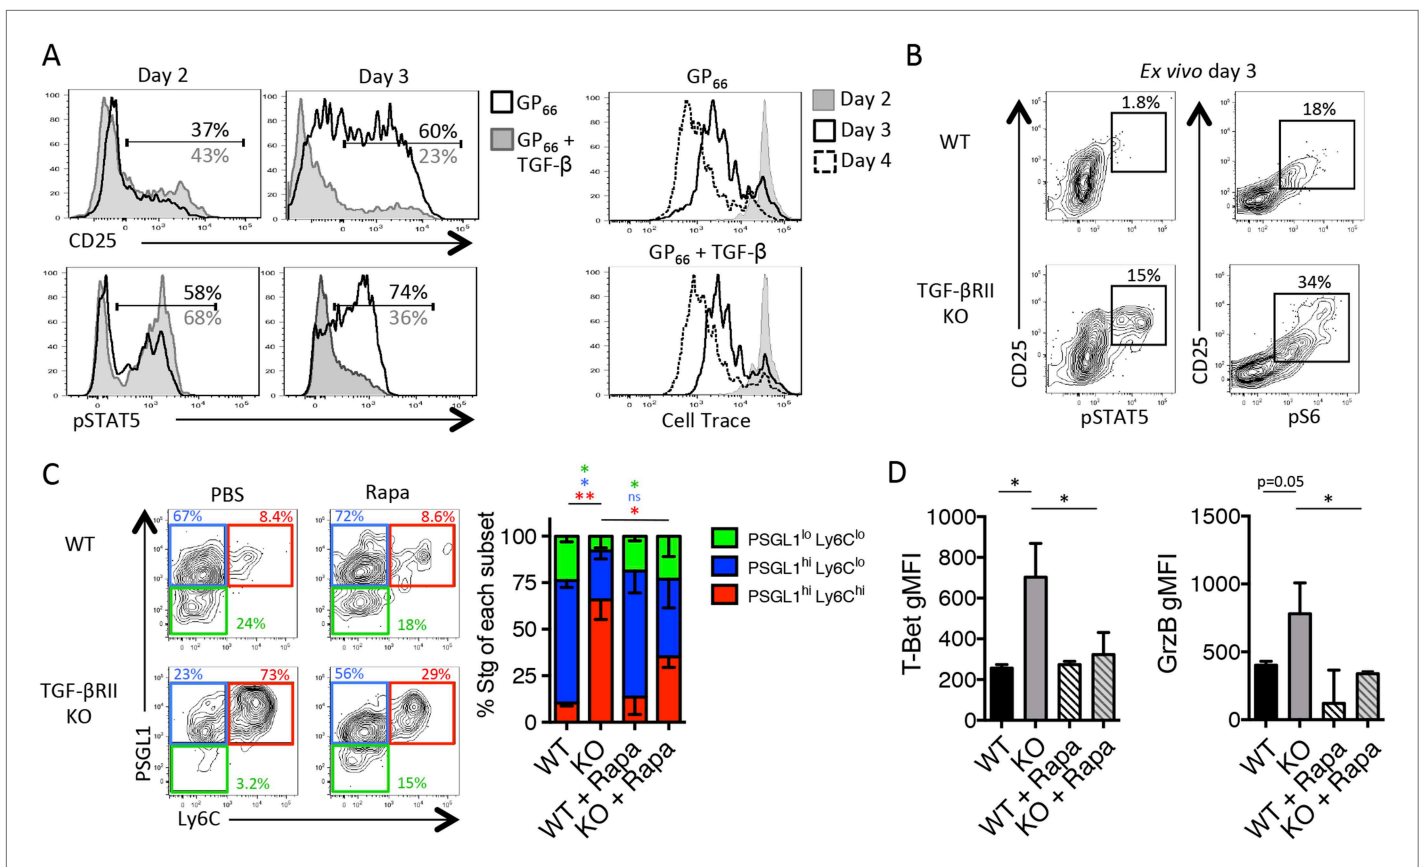 A
Day 2
Day 3
GP66
GP66 + TGF-β
GP66
Day 2
Day 3
Day 4
37%
43%
60%
23%
CD25
58%
68%
74%
36%
pSTAT5
GP66 + TGF-β
Cell Trace
B
Ex vivo day 3
WT
1.8%
18%
TGF-βRII
KO
15%
34%
CD25
CD25
pSTAT5
pS6
C
PBS
Rapa
WT
67%
8.4%
24%
72%
8.6%
18%
TGF-βRII
KO
23%
73%
3.2%
56%
29%
15%
PSGL1
Ly6C
*
*
**
*
ns
*
% Stg of each subset
100
75
50
25
0
WT
KO
WT + Rapa
KO + Rapa
PSGL1lo Ly6Clo
PSGL1hi Ly6Clo
PSGL1hi Ly6Chi
D
*
*
T-Bet gMFI
1000
800
600
400
200
0
WT
KO
WT + Rapa
KO + Rapa
p=0.05
*
GrzB gMFI
1500
1000
500
0
WT
KO
WT + Rapa
KO + Rapa